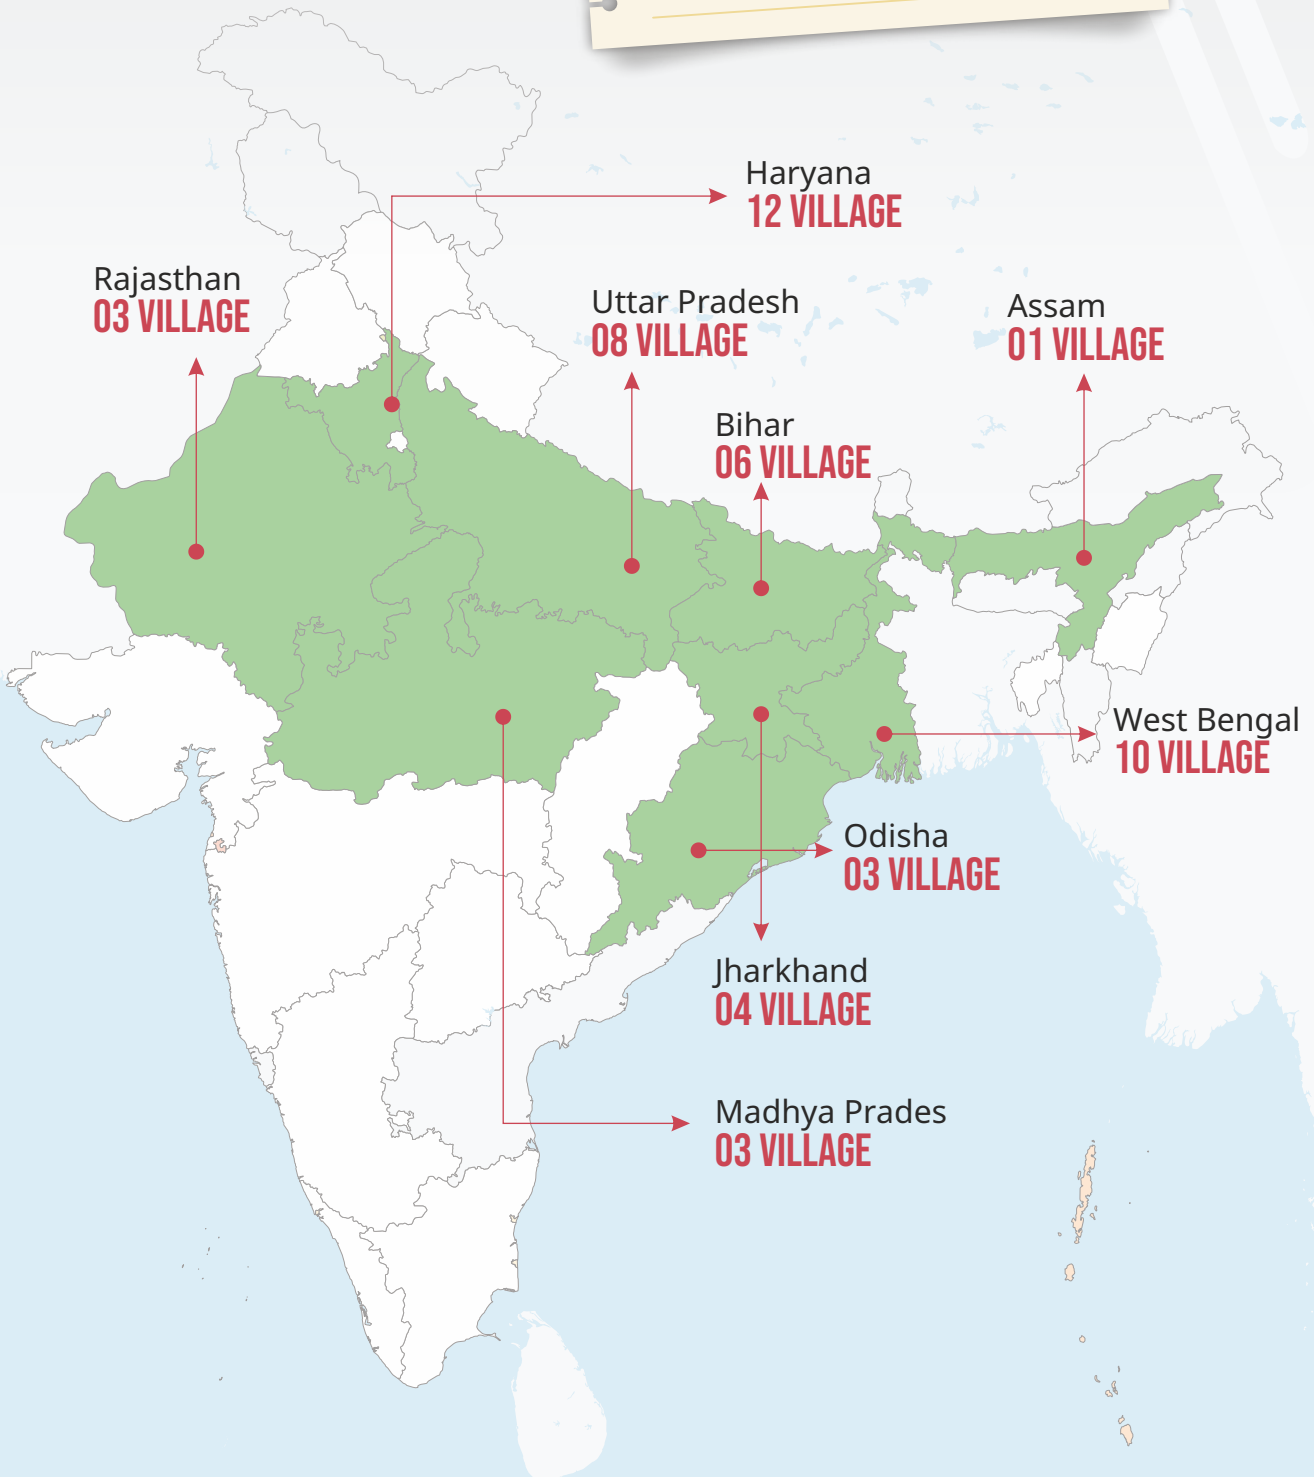 Haryana
12 VILLAGE
Rajasthan
03 VILLAGE
Uttar Pradesh
08 VILLAGE
Assam
01 VILLAGE
Bihar
06 VILLAGE
West Bengal
10 VILLAGE
Odisha
03 VILLAGE
Jharkhand
04 VILLAGE
Madhya Prades
03 VILLAGE